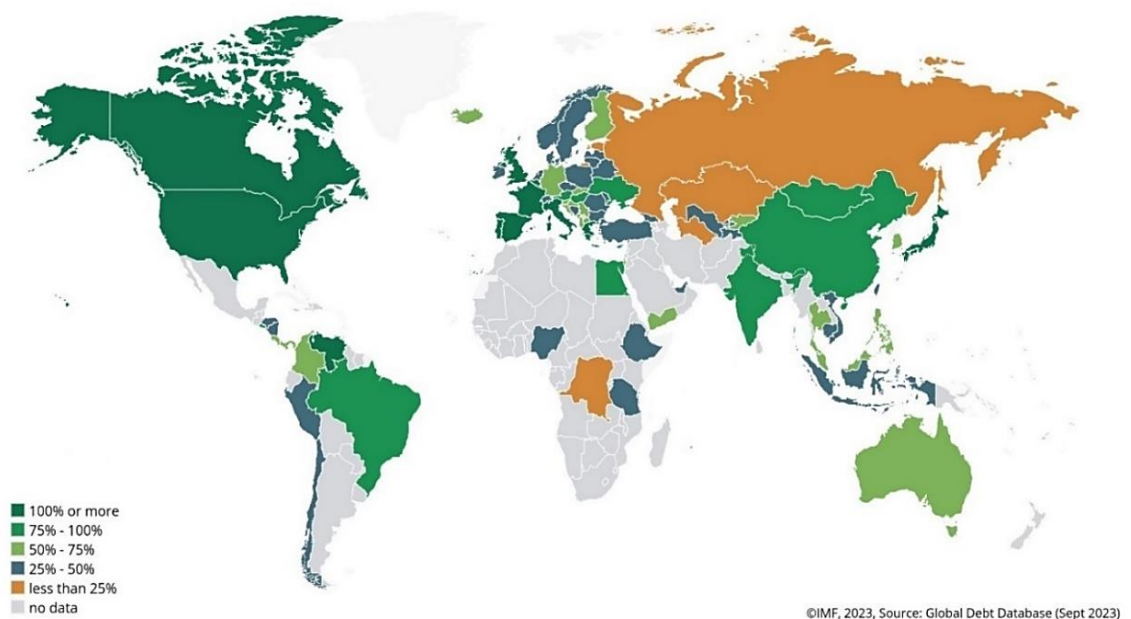 100% or more
75% - 100%
50% - 75%
25% - 50%
less than 25%
no data
©IMF, 2023, Source: Global Debt Database (Sept 2023)